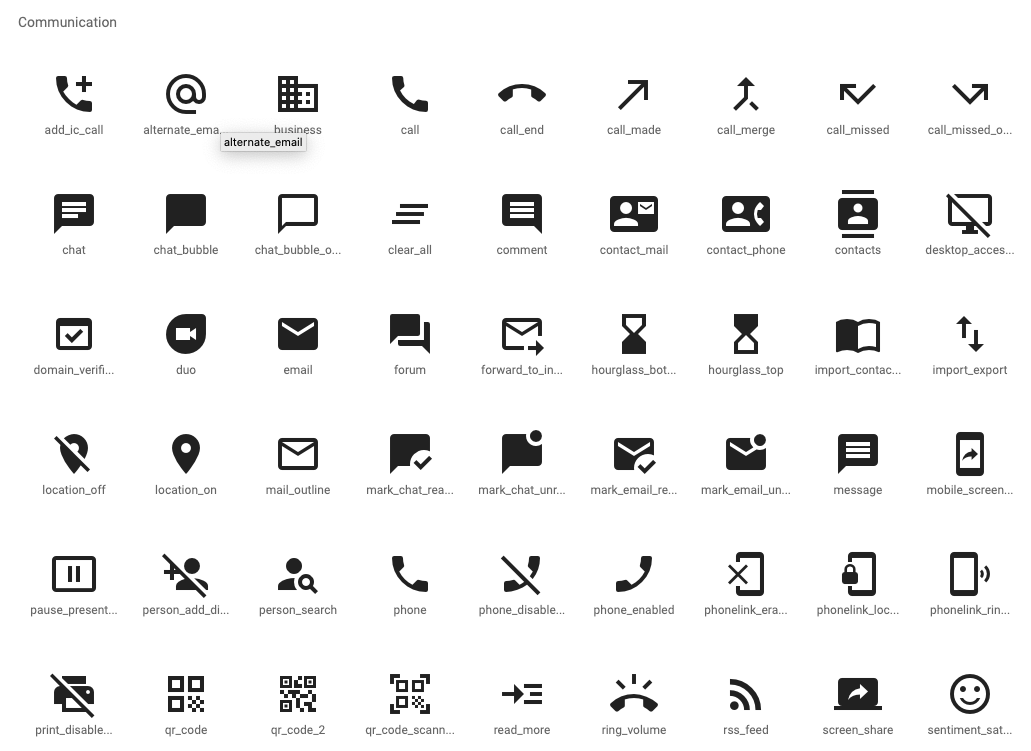 Communication
add_ic_call alternate_ema... business call call_end call_made call_merge call_missed call_missed_o...
alternate_email
chat chat_bubble chat_bubble_o... clear_all comment contact_mail contact_phone contacts desktop_acces...
domain_verifi... duo email forum forward_to_in... hourglass_bot... hourglass_top import_contac... import_export
location_off location_on mail_outline mark_chat_rea... mark_chat_unr... mark_email_re... mark_email_un... message mobile_screen...
pause_present... person_add_di... person_search phone phone_disable... phone_enabled phonelink_era... phonelink_loc... phonelink_rin...
print_disable... qr_code qr_code_2 qr_code_scann... read_more ring_volume rss_feed screen_share sentiment_sat...